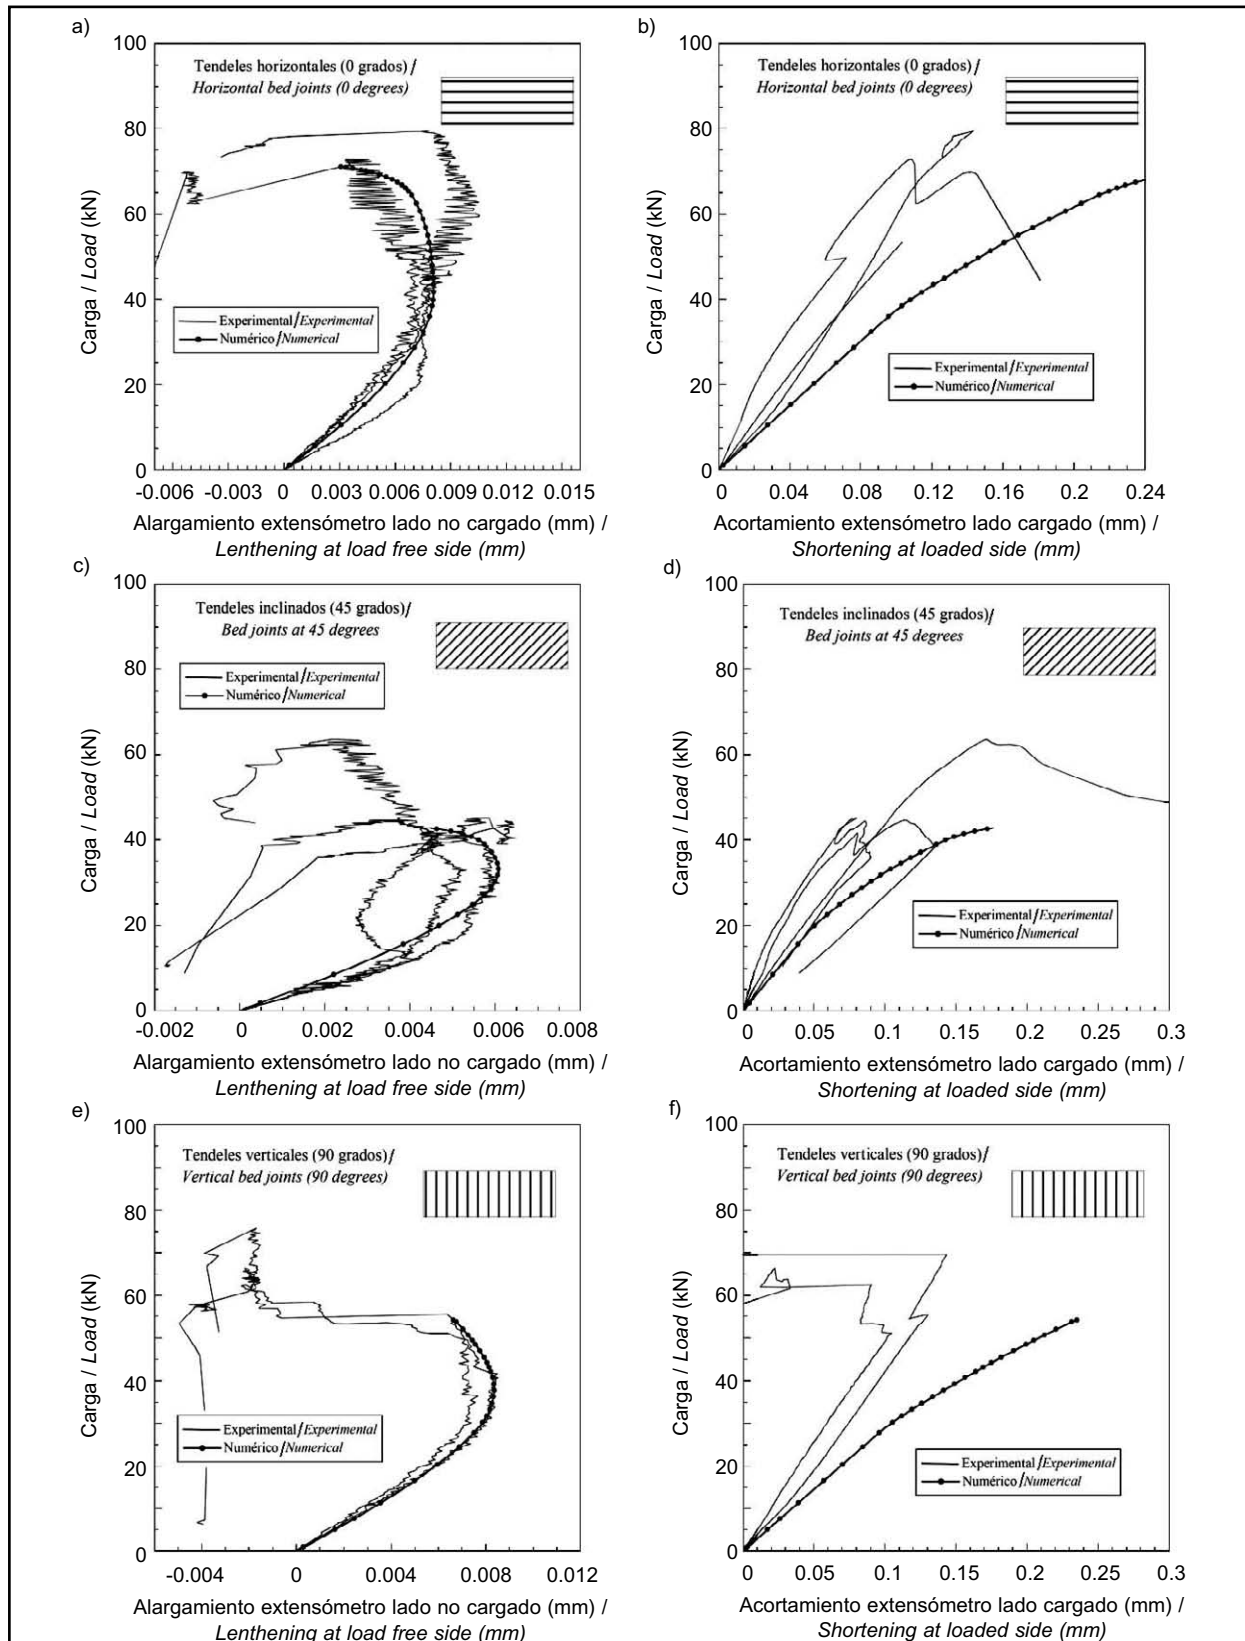 a)
100
80
60
40
20
0
Carga / Load (kN)
Tendeles horizontales (0 grados)/
Horizontal bed joints (0 degrees)
Experimental/Experimental
Numérico/Numerical
-0.006 -0.003 0 0.003 0.006 0.009 0.012 0.015
Alargamiento extensómetro lado no cargado (mm) /
Lenthening at load free side (mm)
b)
100
80
60
40
20
0
Carga / Load (kN)
Tendeles horizontales (0 grados)/
Horizontal bed joints (0 degrees)
Experimental/Experimental
Numérico/Numerical
0 0.04 0.08 0.12 0.16 0.2 0.24
Acortamiento extensómetro lado cargado (mm) /
Shortening at loaded side (mm)
c)
100
80
60
40
20
0
Carga / Load (kN)
Tendeles inclinados (45 grados)/
Bed joints at 45 degrees
Experimental/Experimental
Numérico/Numerical
-0.002 0 0.002 0.004 0.006 0.008
Alargamiento extensómetro lado no cargado (mm) /
Lenthening at load free side (mm)
d)
100
80
60
40
20
0
Carga / Load (kN)
Tendeles inclinados (45 grados)/
Bed joints at 45 degrees
Experimental/Experimental
Numérico/Numerical
0 0.05 0.10 0.15 0.20 0.25 0.3
Acortamiento extensómetro lado cargado (mm) /
Shortening at loaded side (mm)
e)
100
80
60
40
20
0
Carga / Load (kN)
Tendeles verticales (90 grados)/
Vertical bed joints (90 degrees)
Experimental/Experimental
Numérico/Numerical
-0.004 0 0.004 0.008 0.012
Alargamiento extensómetro lado no cargado (mm) /
Lenthening at load free side (mm)
f)
100
80
60
40
20
0
Carga / Load (kN)
Tendeles verticales (90 grados)/
Vertical bed joints (90 degrees)
Experimental/Experimental
Numérico/Numerical
0 0.05 0.10 0.15 0.20 0.25 0.3
Acortamiento extensómetro lado cargado (mm) /
Shortening at loaded side (mm)